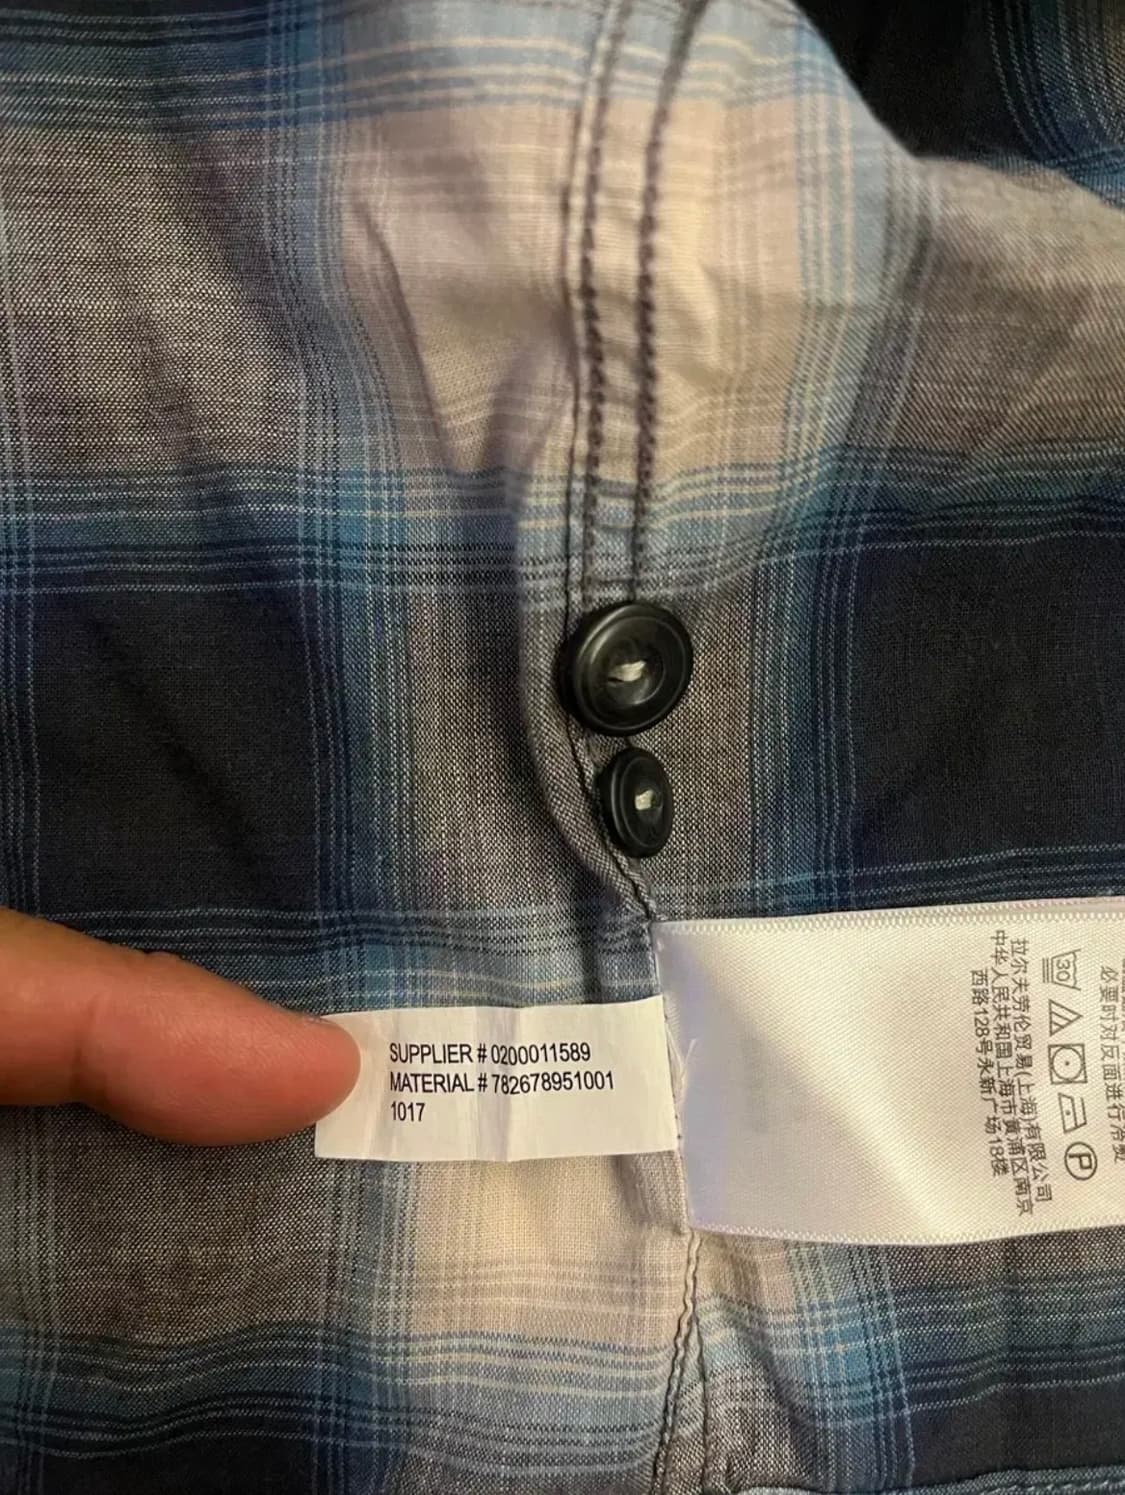 SUPPLIER # 0200011589
MATERIAL # 782678951001
1017
必要时对反面进行冷熨
30
P
拉尔夫劳伦贸易(上海)有限公司
中华人民共和国上海市黄浦区南京
西路128号永新广场18楼